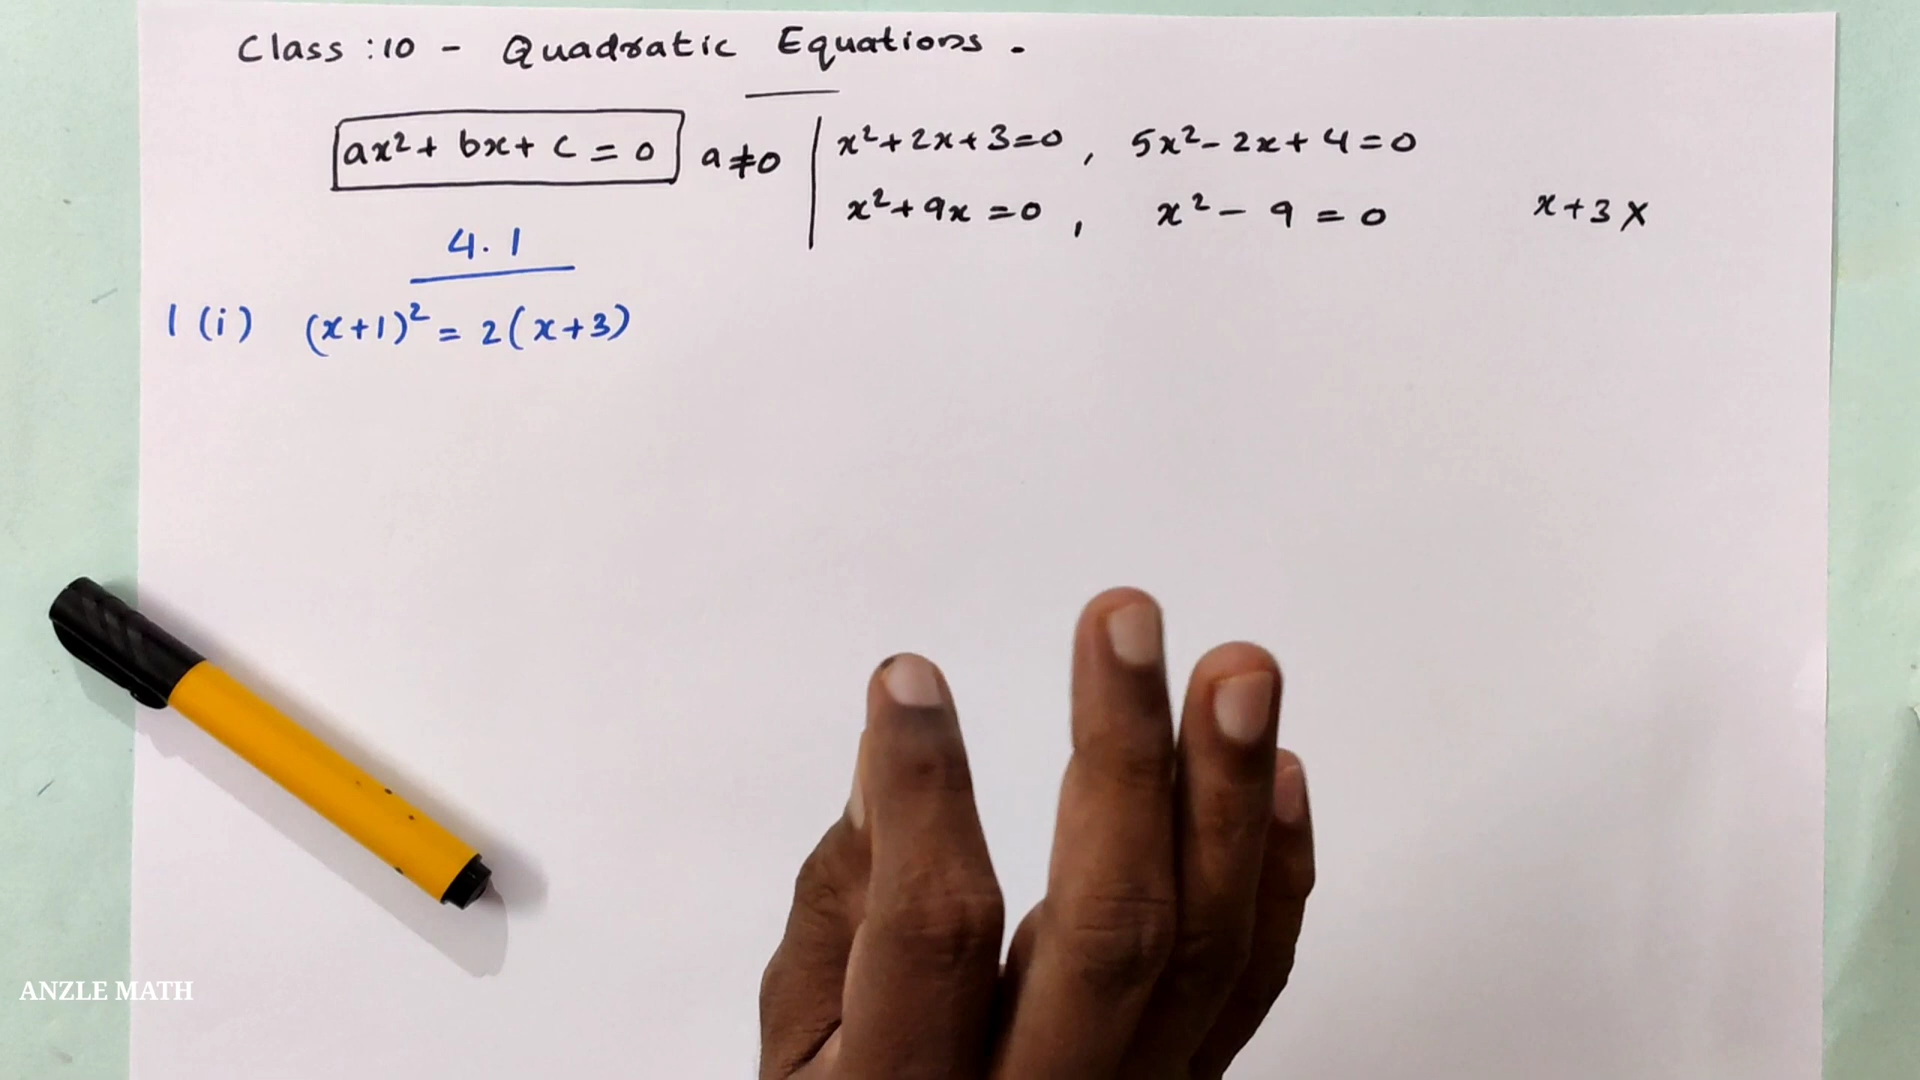 Class : 10 - Quadratic Equations .
ax² + bx + c = 0 a ≠ 0 | x² + 2x + 3 = 0 , 5x² - 2x + 4 = 0
x² + 9x = 0 , x² - 9 = 0 x + 3 X
4.1
1 (i) (x+1)² = 2(x+3)
ANZLE MATH